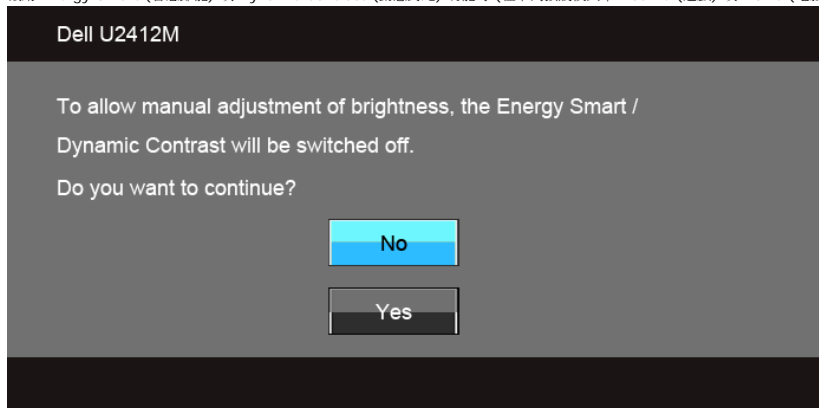 Dell U2412M
To allow manual adjustment of brightness, the Energy Smart /
Dynamic Contrast will be switched off.
Do you want to continue?
No
Yes